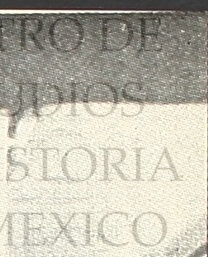 TRO DE
UDIOS
STORIA
MEXICO